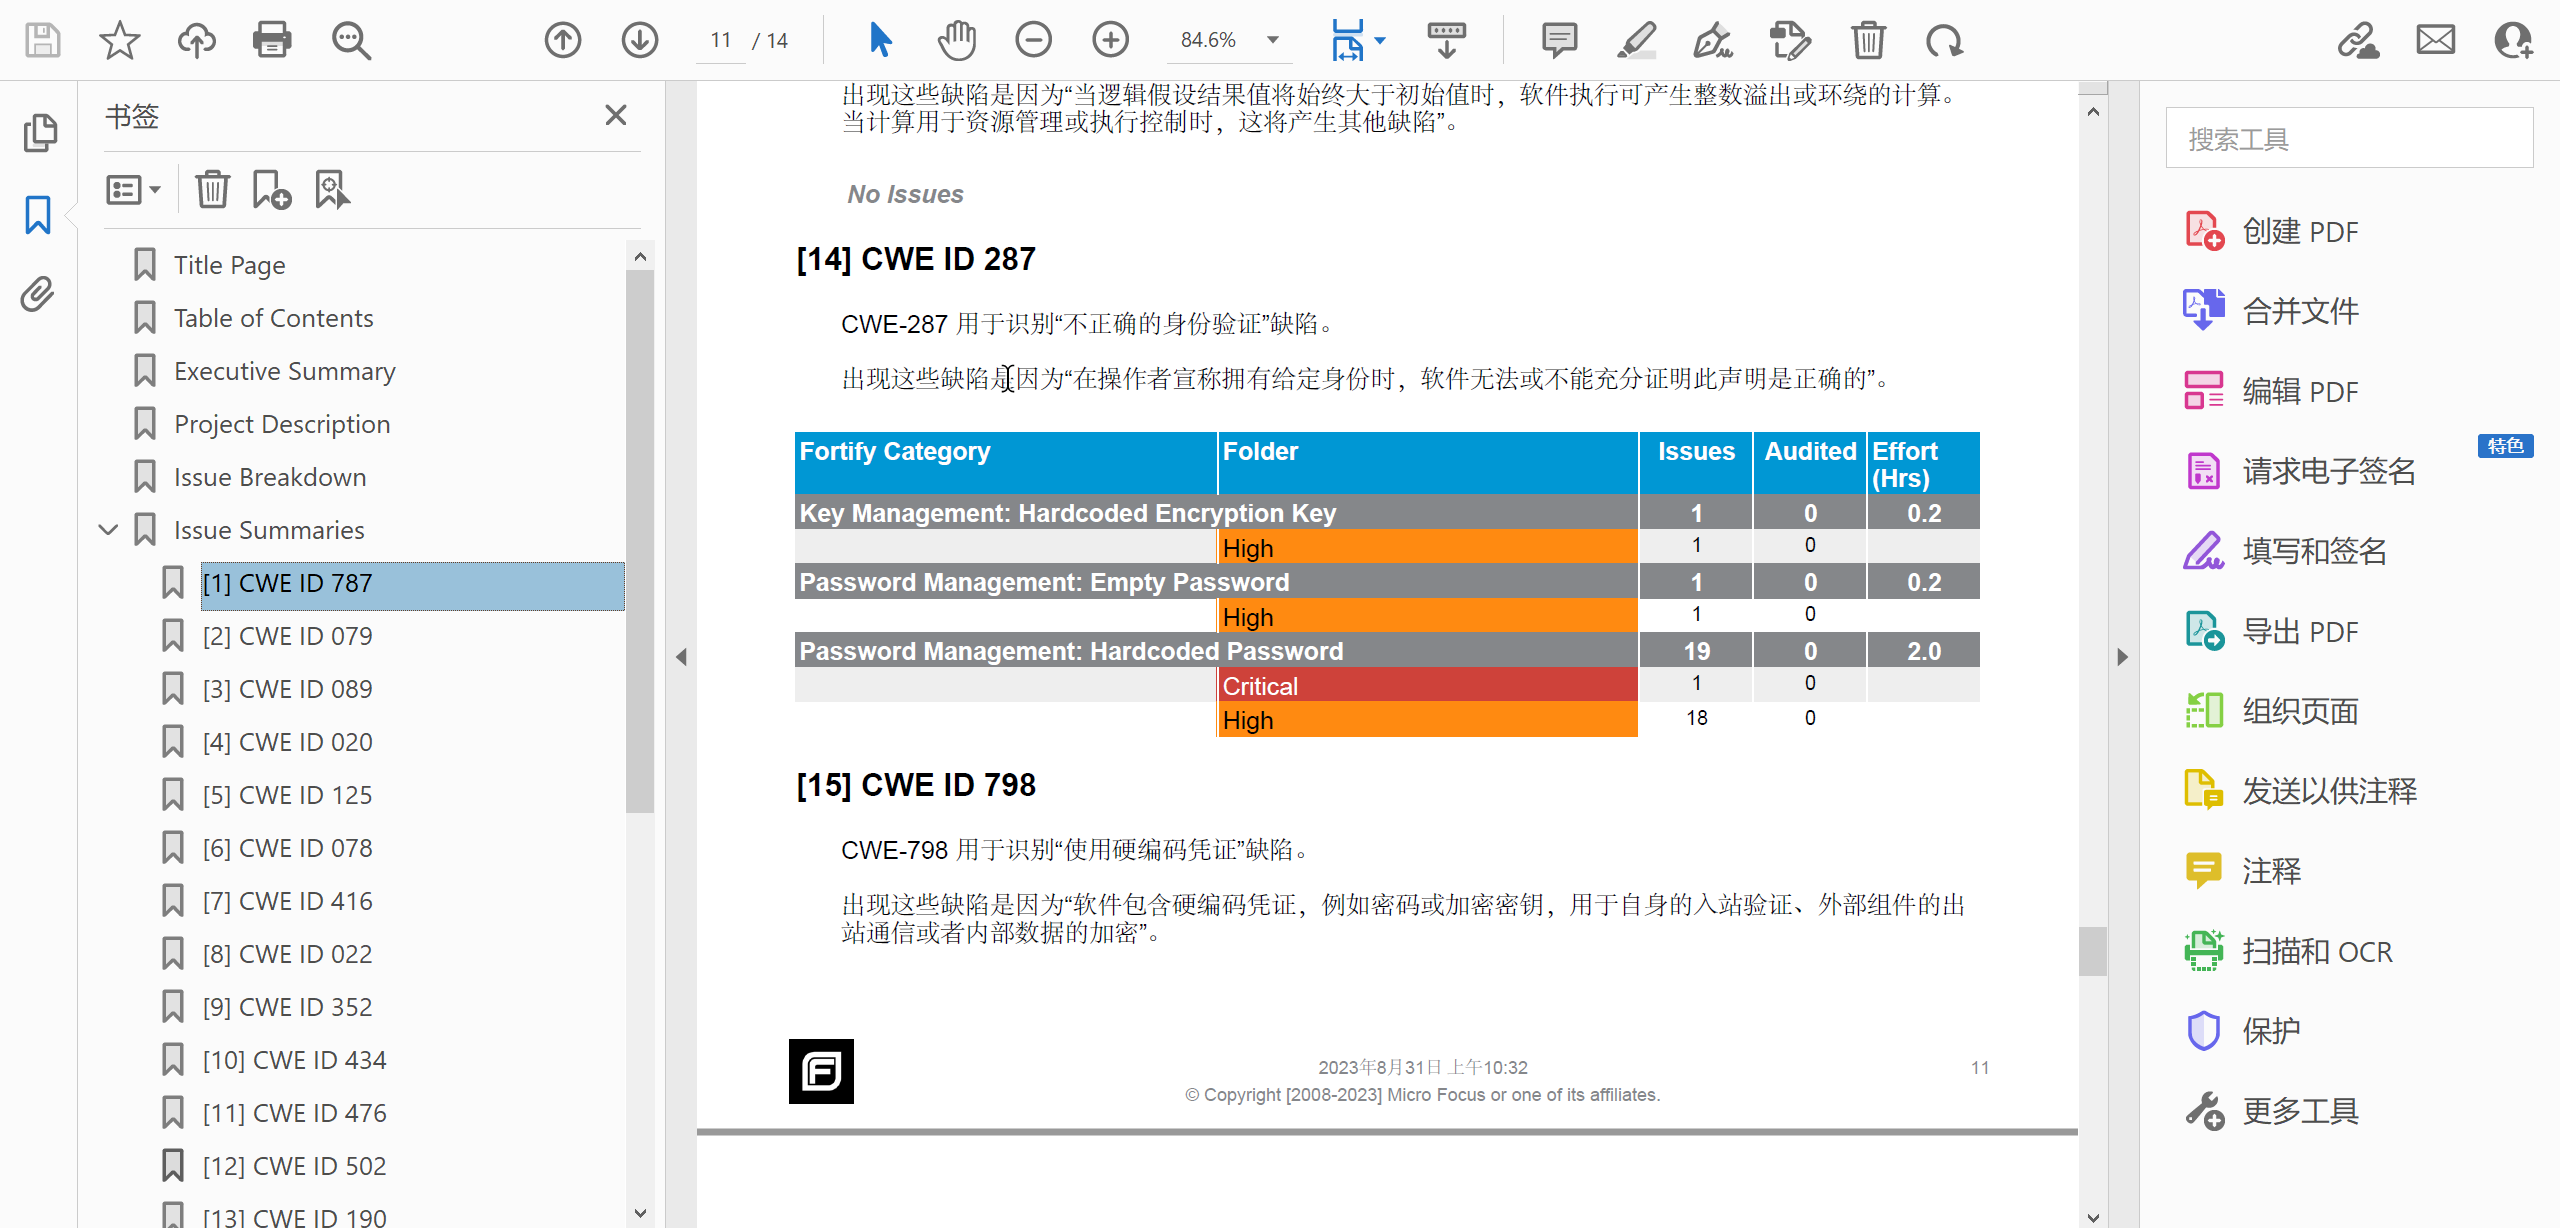 11 / 14
84.6%
书签
Title Page
Table of Contents
Executive Summary
Project Description
Issue Breakdown
Issue Summaries
[1] CWE ID 787
[2] CWE ID 079
[3] CWE ID 089
[4] CWE ID 020
[5] CWE ID 125
[6] CWE ID 078
[7] CWE ID 416
[8] CWE ID 022
[9] CWE ID 352
[10] CWE ID 434
[11] CWE ID 476
[12] CWE ID 502
[13] CWE ID 190
出现这些缺陷是因为“当逻辑假设结果值将始终大于初始值时，软件执行可产生整数溢出或环绕的计算。
当计算用于资源管理或执行控制时，这将产生其他缺陷”。
No Issues
[14] CWE ID 287
CWE-287 用于识别“不正确的身份验证”缺陷。
出现这些缺陷是因为“在操作者宣称拥有给定身份时，软件无法或不能充分证明此声明是正确的”。
Fortify Category Folder Issues Audited Effort
(Hrs)
Key Management: Hardcoded Encryption Key 1 0 0.2
High 1 0
Password Management: Empty Password 1 0 0.2
High 1 0
Password Management: Hardcoded Password 19 0 2.0
Critical 1 0
High 18 0
[15] CWE ID 798
CWE-798 用于识别“使用硬编码凭证”缺陷。
出现这些缺陷是因为“软件包含硬编码凭证，例如密码或加密密钥，用于自身的入站验证、外部组件的出
站通信或者内部数据的加密”。
F
2023年8月31日 上午10:32
11
© Copyright [2008-2023] Micro Focus or one of its affiliates.
搜索工具
创建 PDF
合并文件
编辑 PDF
特色
请求电子签名
填写和签名
导出 PDF
组织页面
发送以供注释
注释
扫描和 OCR
保护
更多工具